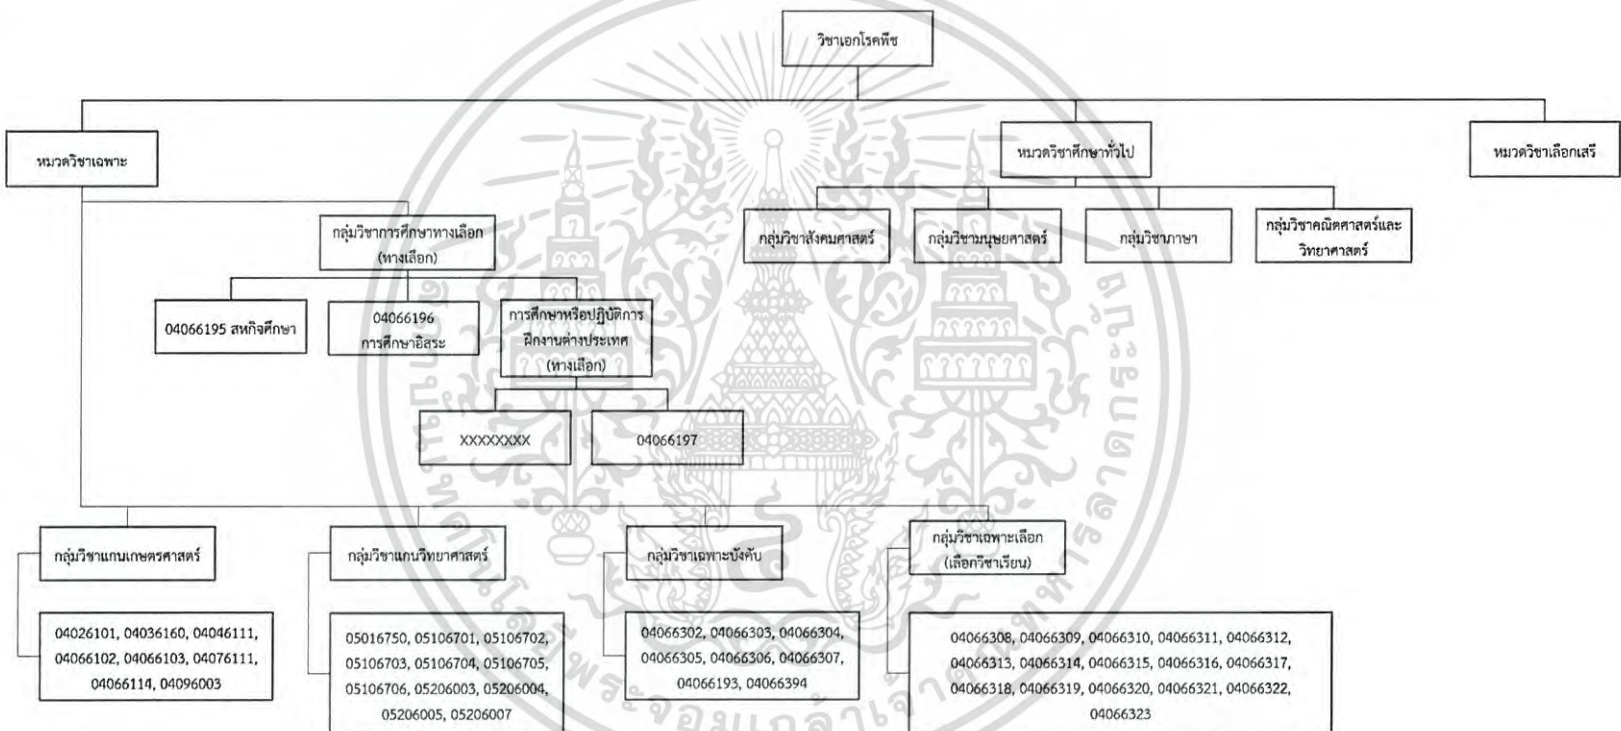 วิชาเอกโรคพืช
หมวดวิชาเฉพาะ
หมวดวิชาศึกษาทั่วไป
หมวดวิชาเลือกเสรี
กลุ่มวิชาการศึกษาทางเลือก
(ทางเลือก)
กลุ่มวิชาสังคมศาสตร์
กลุ่มวิชามนุษยศาสตร์
กลุ่มวิชาภาษา
กลุ่มวิชาคณิตศาสตร์และ
วิทยาศาสตร์
04066195 สหกิจศึกษา
04066196
การศึกษาอิสระ
การศึกษาหรือปฏิบัติการ
ฝึกงานต่างประเทศ
(ทางเลือก)
XXXXXXXX
04066197
กลุ่มวิชาแกนเกษตรศาสตร์
กลุ่มวิชาแกนวิทยาศาสตร์
กลุ่มวิชาเฉพาะบังคับ
กลุ่มวิชาเฉพาะเลือก
(เลือกวิชาเรียน)
04026101, 04036160, 04046111,
04066102, 04066103, 04076111,
04066114, 04096003
05016750, 05106701, 05106702,
05106703, 05106704, 05106705,
05106706, 05206003, 05206004,
05206005, 05206007
04066302, 04066303, 04066304,
04066305, 04066306, 04066307,
04066193, 04066394
04066308, 04066309, 04066310, 04066311, 04066312,
04066313, 04066314, 04066315, 04066316, 04066317,
04066318, 04066319, 04066320, 04066321, 04066322,
04066323